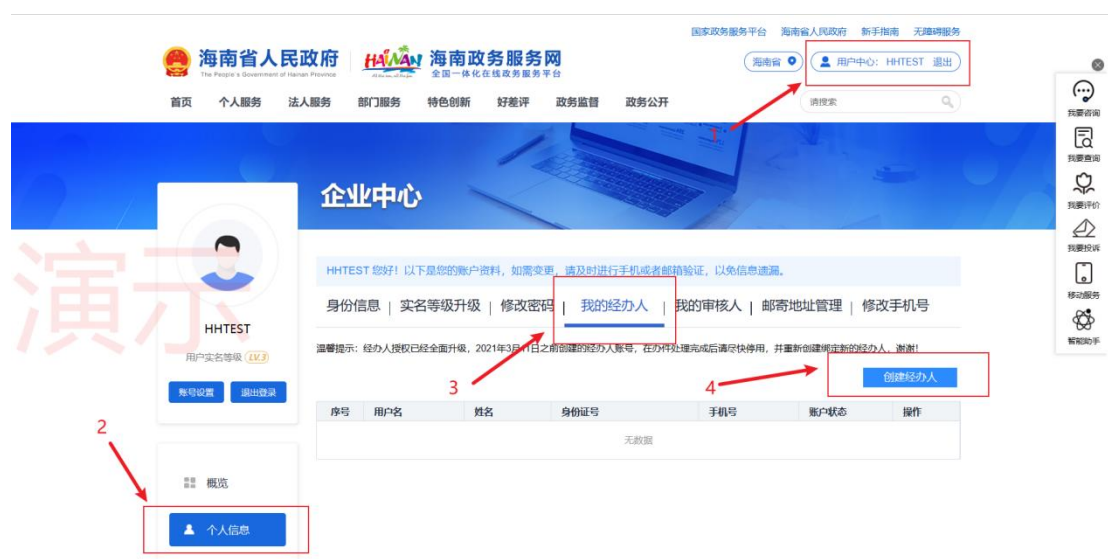 国家政务服务平台 海南省人民政府 新手指南 无障碍服务
海南省人民政府 HAINAN 海南政务服务网
The People's Government of Hainan Province 全国一体化在线政务服务平台
海南省 用户中心: HHTEST 退出
首页 个人服务 法人服务 部门服务 特色创新 好差评 政务监督 政务公开 请搜索
1
我要咨询
我要查询
我要评价
我要投诉
移动服务
智能助手
企业中心
演示
HHTEST 您好!以下是您的账户资料,如需变更,请及时进行手机或者邮箱验证,以免信息遗漏。
身份信息 | 实名等级升级 | 修改密码 | 我的经办人 | 我的审核人 | 邮寄地址管理 | 修改手机号
HHTEST
用户实名等级 LV.3
账号设置 退出登录
温馨提示:经办人授权已经全面升级,2021年3月11日之前创建的经办人账号,在办件处理完成后请尽快停用,并重新创建绑定新的经办人,谢谢!
3
4
创建经办人
序号 用户名 姓名 身份证号 手机号 账户状态 操作
无数据
2
概览
个人信息